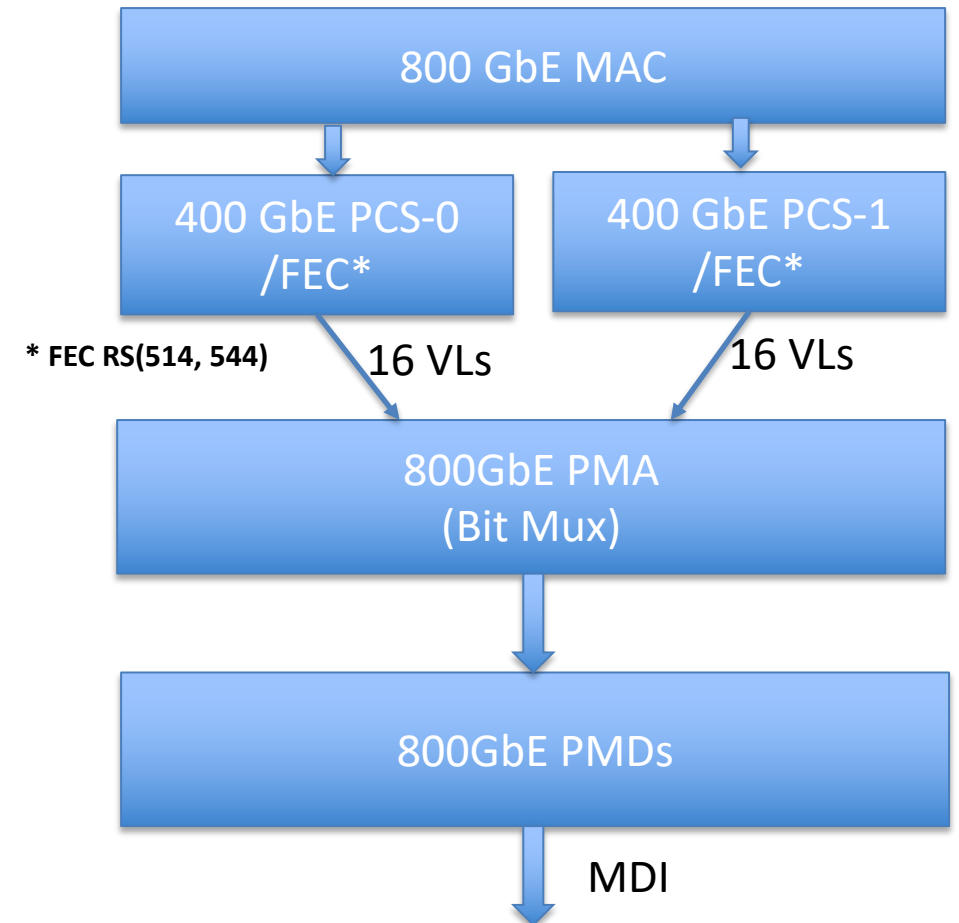 800 GbE MAC
400 GbE PCS-0
/FEC*
400 GbE PCS-1
/FEC*
* FEC RS(514, 544)
16 VLs
16 VLs
800GbE PMA
(Bit Mux)
800GbE PMDs
MDI